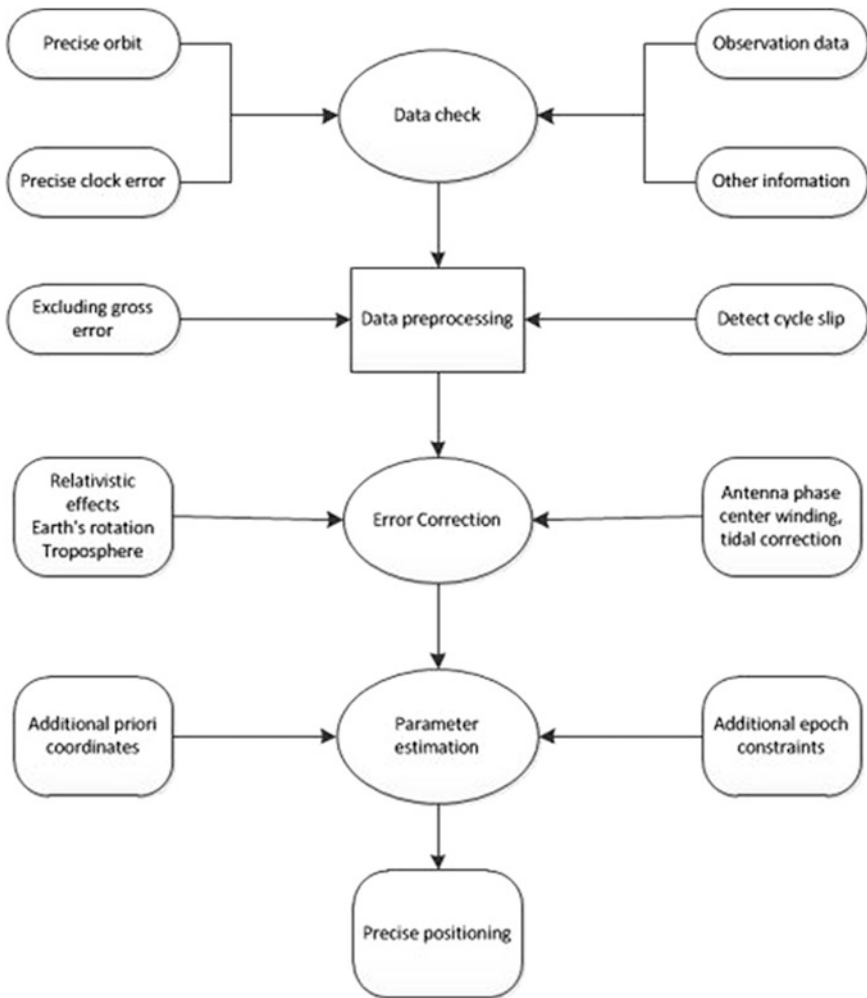 Precise orbit
Observation data
Data check
Precise clock error
Other infomation
Excluding gross
error
Data preprocessing
Detect cycle slip
Relativistic
effects
Earth's rotation
Troposphere
Error Correction
Antenna phase
center winding,
tidal correction
Additional priori
coordinates
Parameter
estimation
Additional epoch
constraints
Precise positioning